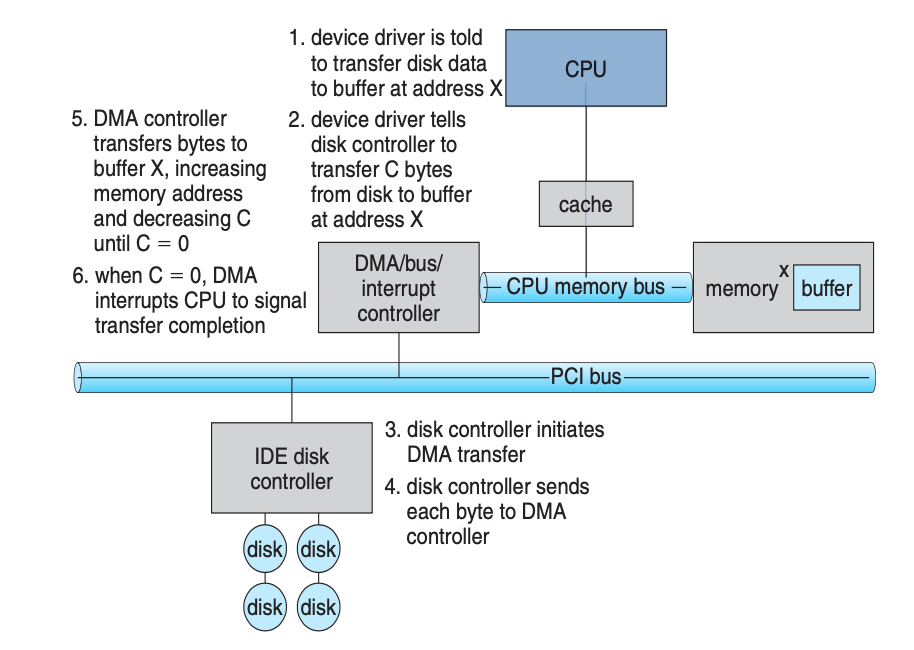 1. device driver is told
to transfer disk data
to buffer at address X
2. device driver tells
disk controller to
transfer C bytes
from disk to buffer
at address X
5. DMA controller
transfers bytes to
buffer X, increasing
memory address
and decreasing C
until C = 0
6. when C = 0, DMA
interrupts CPU to signal
transfer completion
CPU
cache
DMA/bus/
interrupt
controller
CPU memory bus
memory
X
buffer
PCI bus
IDE disk
controller
3. disk controller initiates
DMA transfer
4. disk controller sends
each byte to DMA
controller
disk
disk
disk
disk